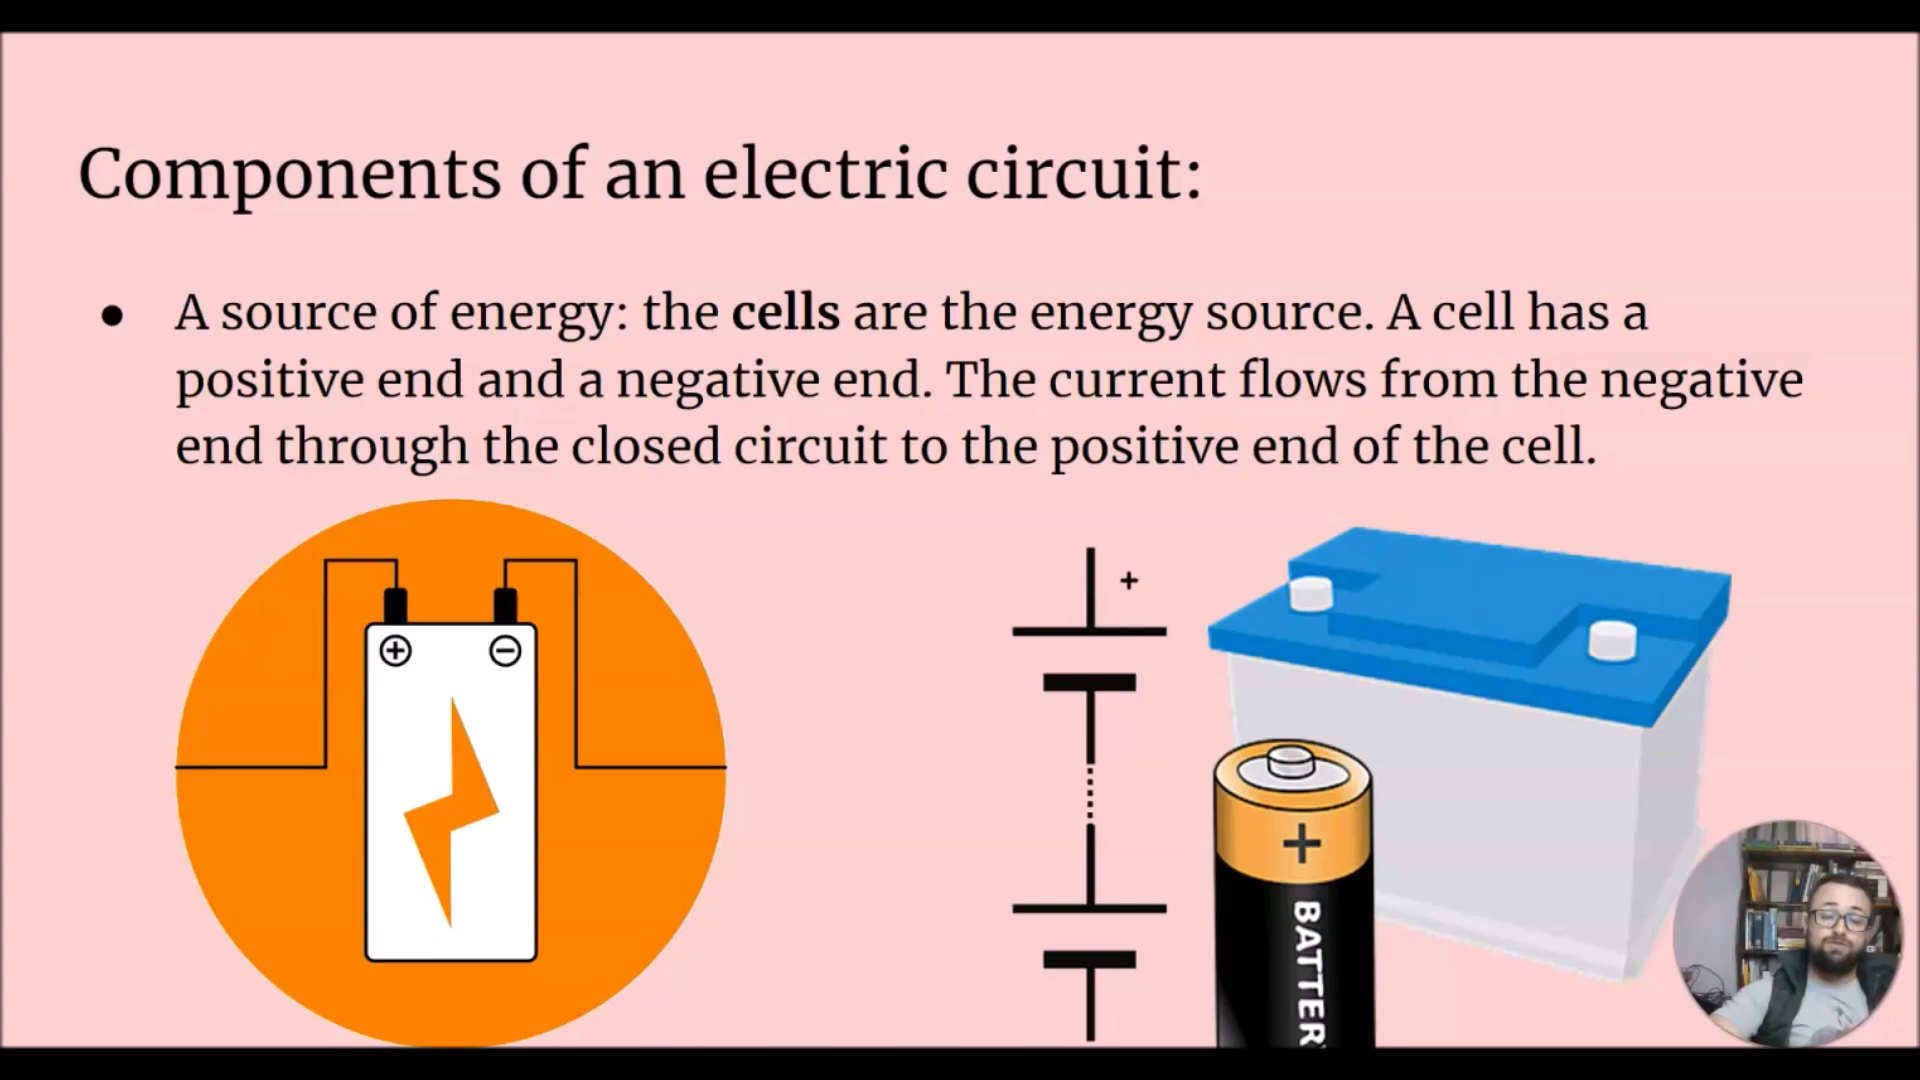 Components of an electric circuit:
● A source of energy: the cells are the energy source. A cell has a
positive end and a negative end. The current flows from the negative
end through the closed circuit to the positive end of the cell.
+
+ −
+
BATTER